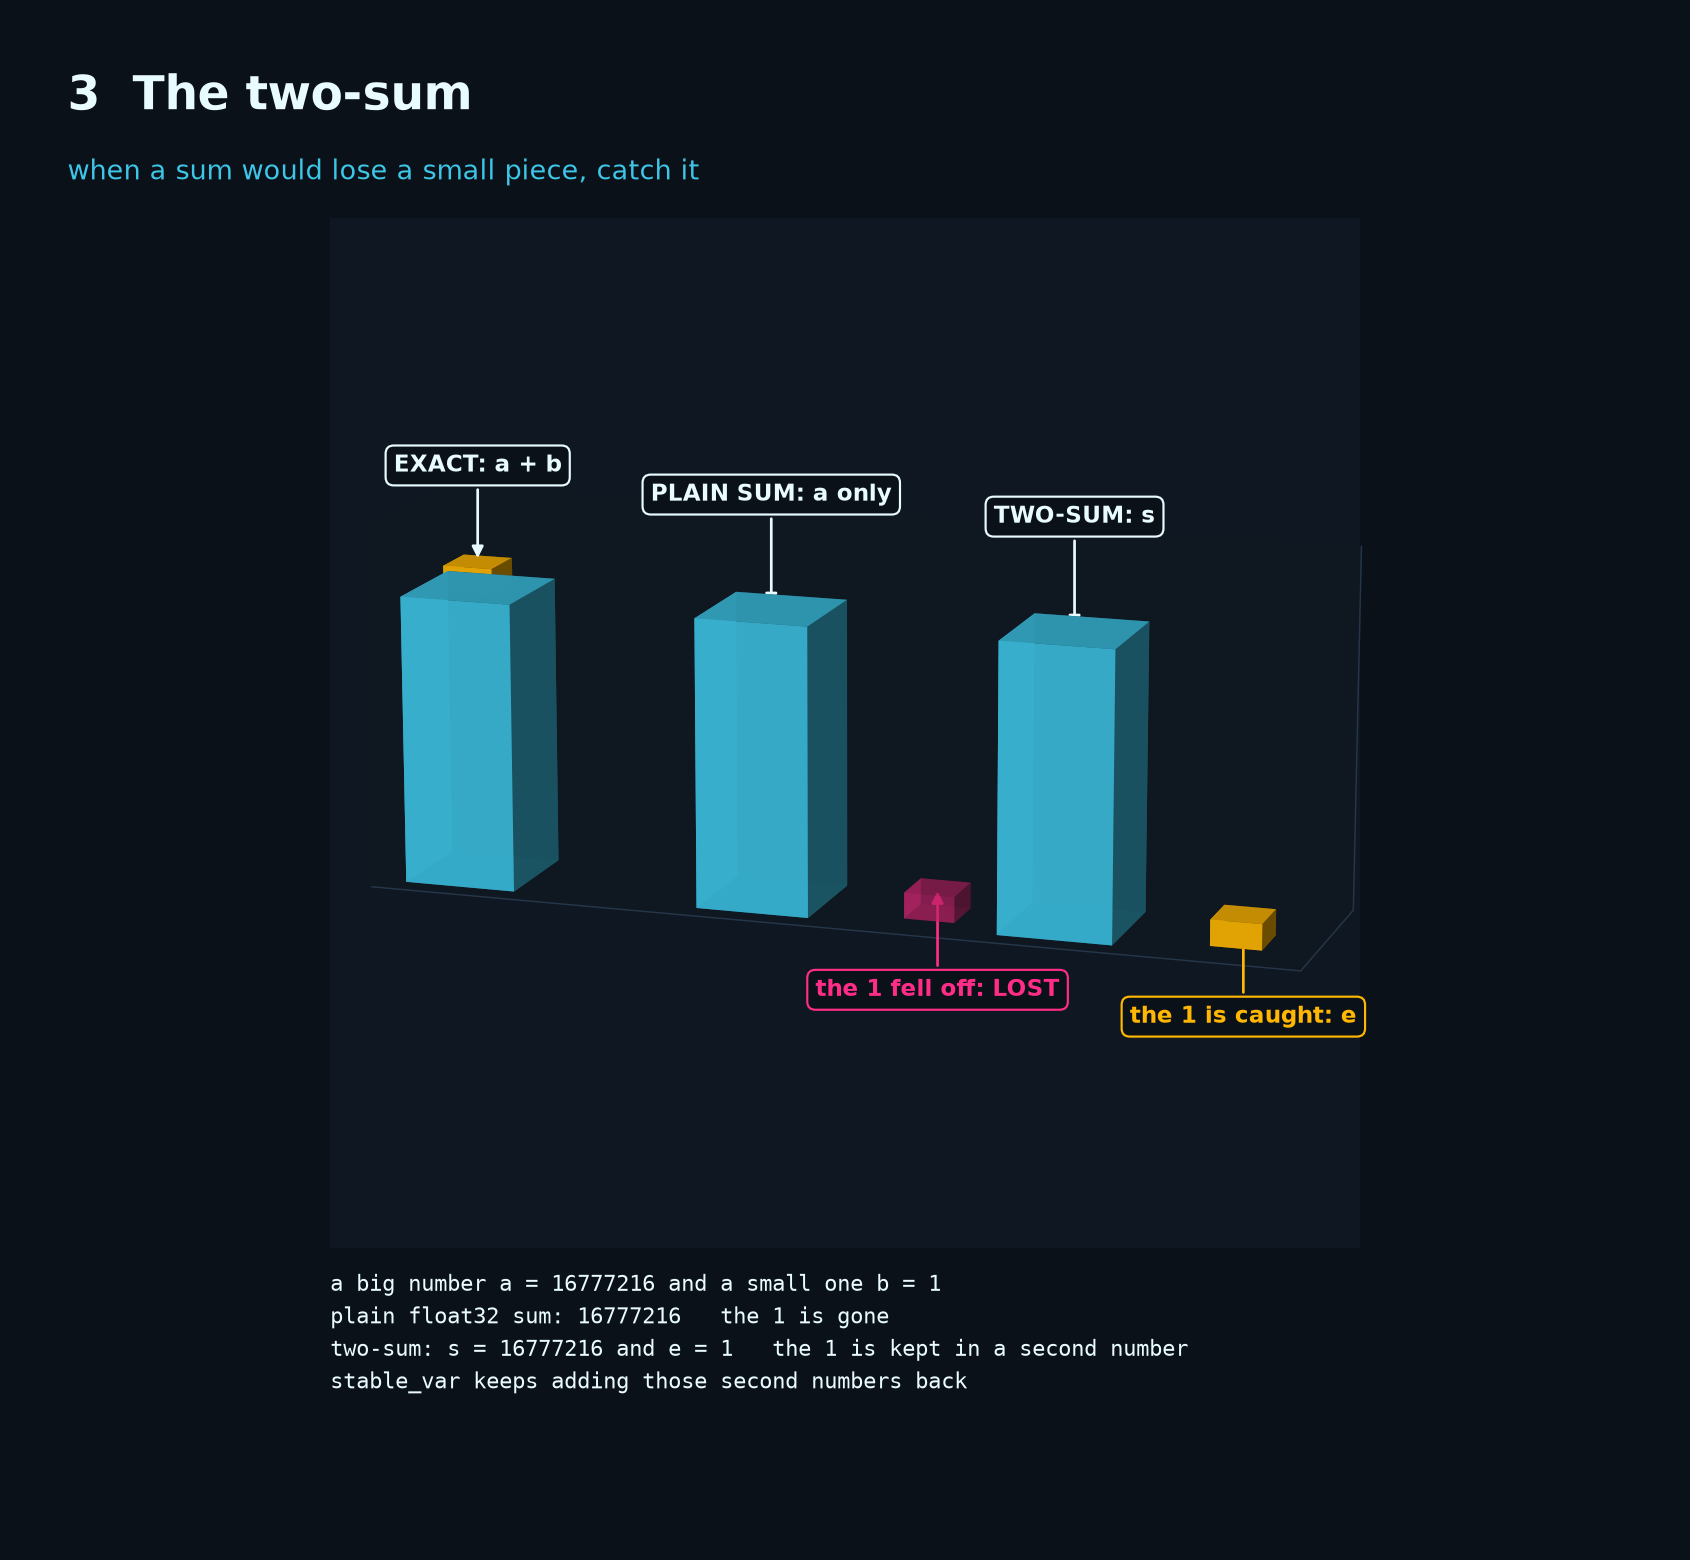 3  The two-sum
when a sum would lose a small piece, catch it
EXACT: a + b
PLAIN SUM: a only
TWO-SUM: s
the 1 fell off: LOST
the 1 is caught: e
a big number a = 16777216 and a small one b = 1
plain float32 sum: 16777216   the 1 is gone
two-sum: s = 16777216 and e = 1   the 1 is kept in a second number
stable_var keeps adding those second numbers back